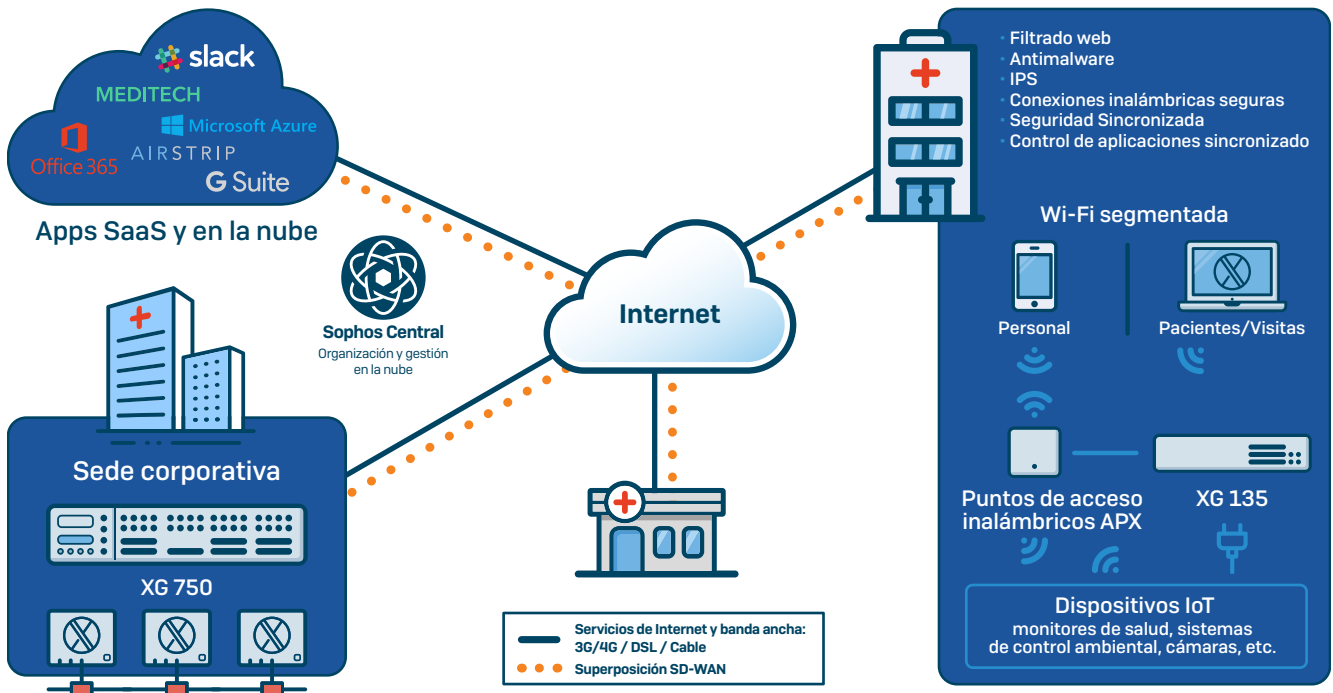 slack
MEDITECH
Microsoft Azure
Office 365
AIRSTRIP
G Suite
Apps SaaS y en la nube
Sophos Central
Organización y gestión
en la nube
Internet
Sede corporativa
XG 750
Servicios de Internet y banda ancha:
3G/4G / DSL / Cable
Superposición SD-WAN
· Filtrado web
· Antimalware
· IPS
· Conexiones inalámbricas seguras
· Seguridad Sincronizada
· Control de aplicaciones sincronizado
Wi-Fi segmentada
Personal
Pacientes/Visitas
Puntos de acceso
inalámbricos APX
XG 135
Dispositivos IoT
monitores de salud, sistemas
de control ambiental, cámaras, etc.